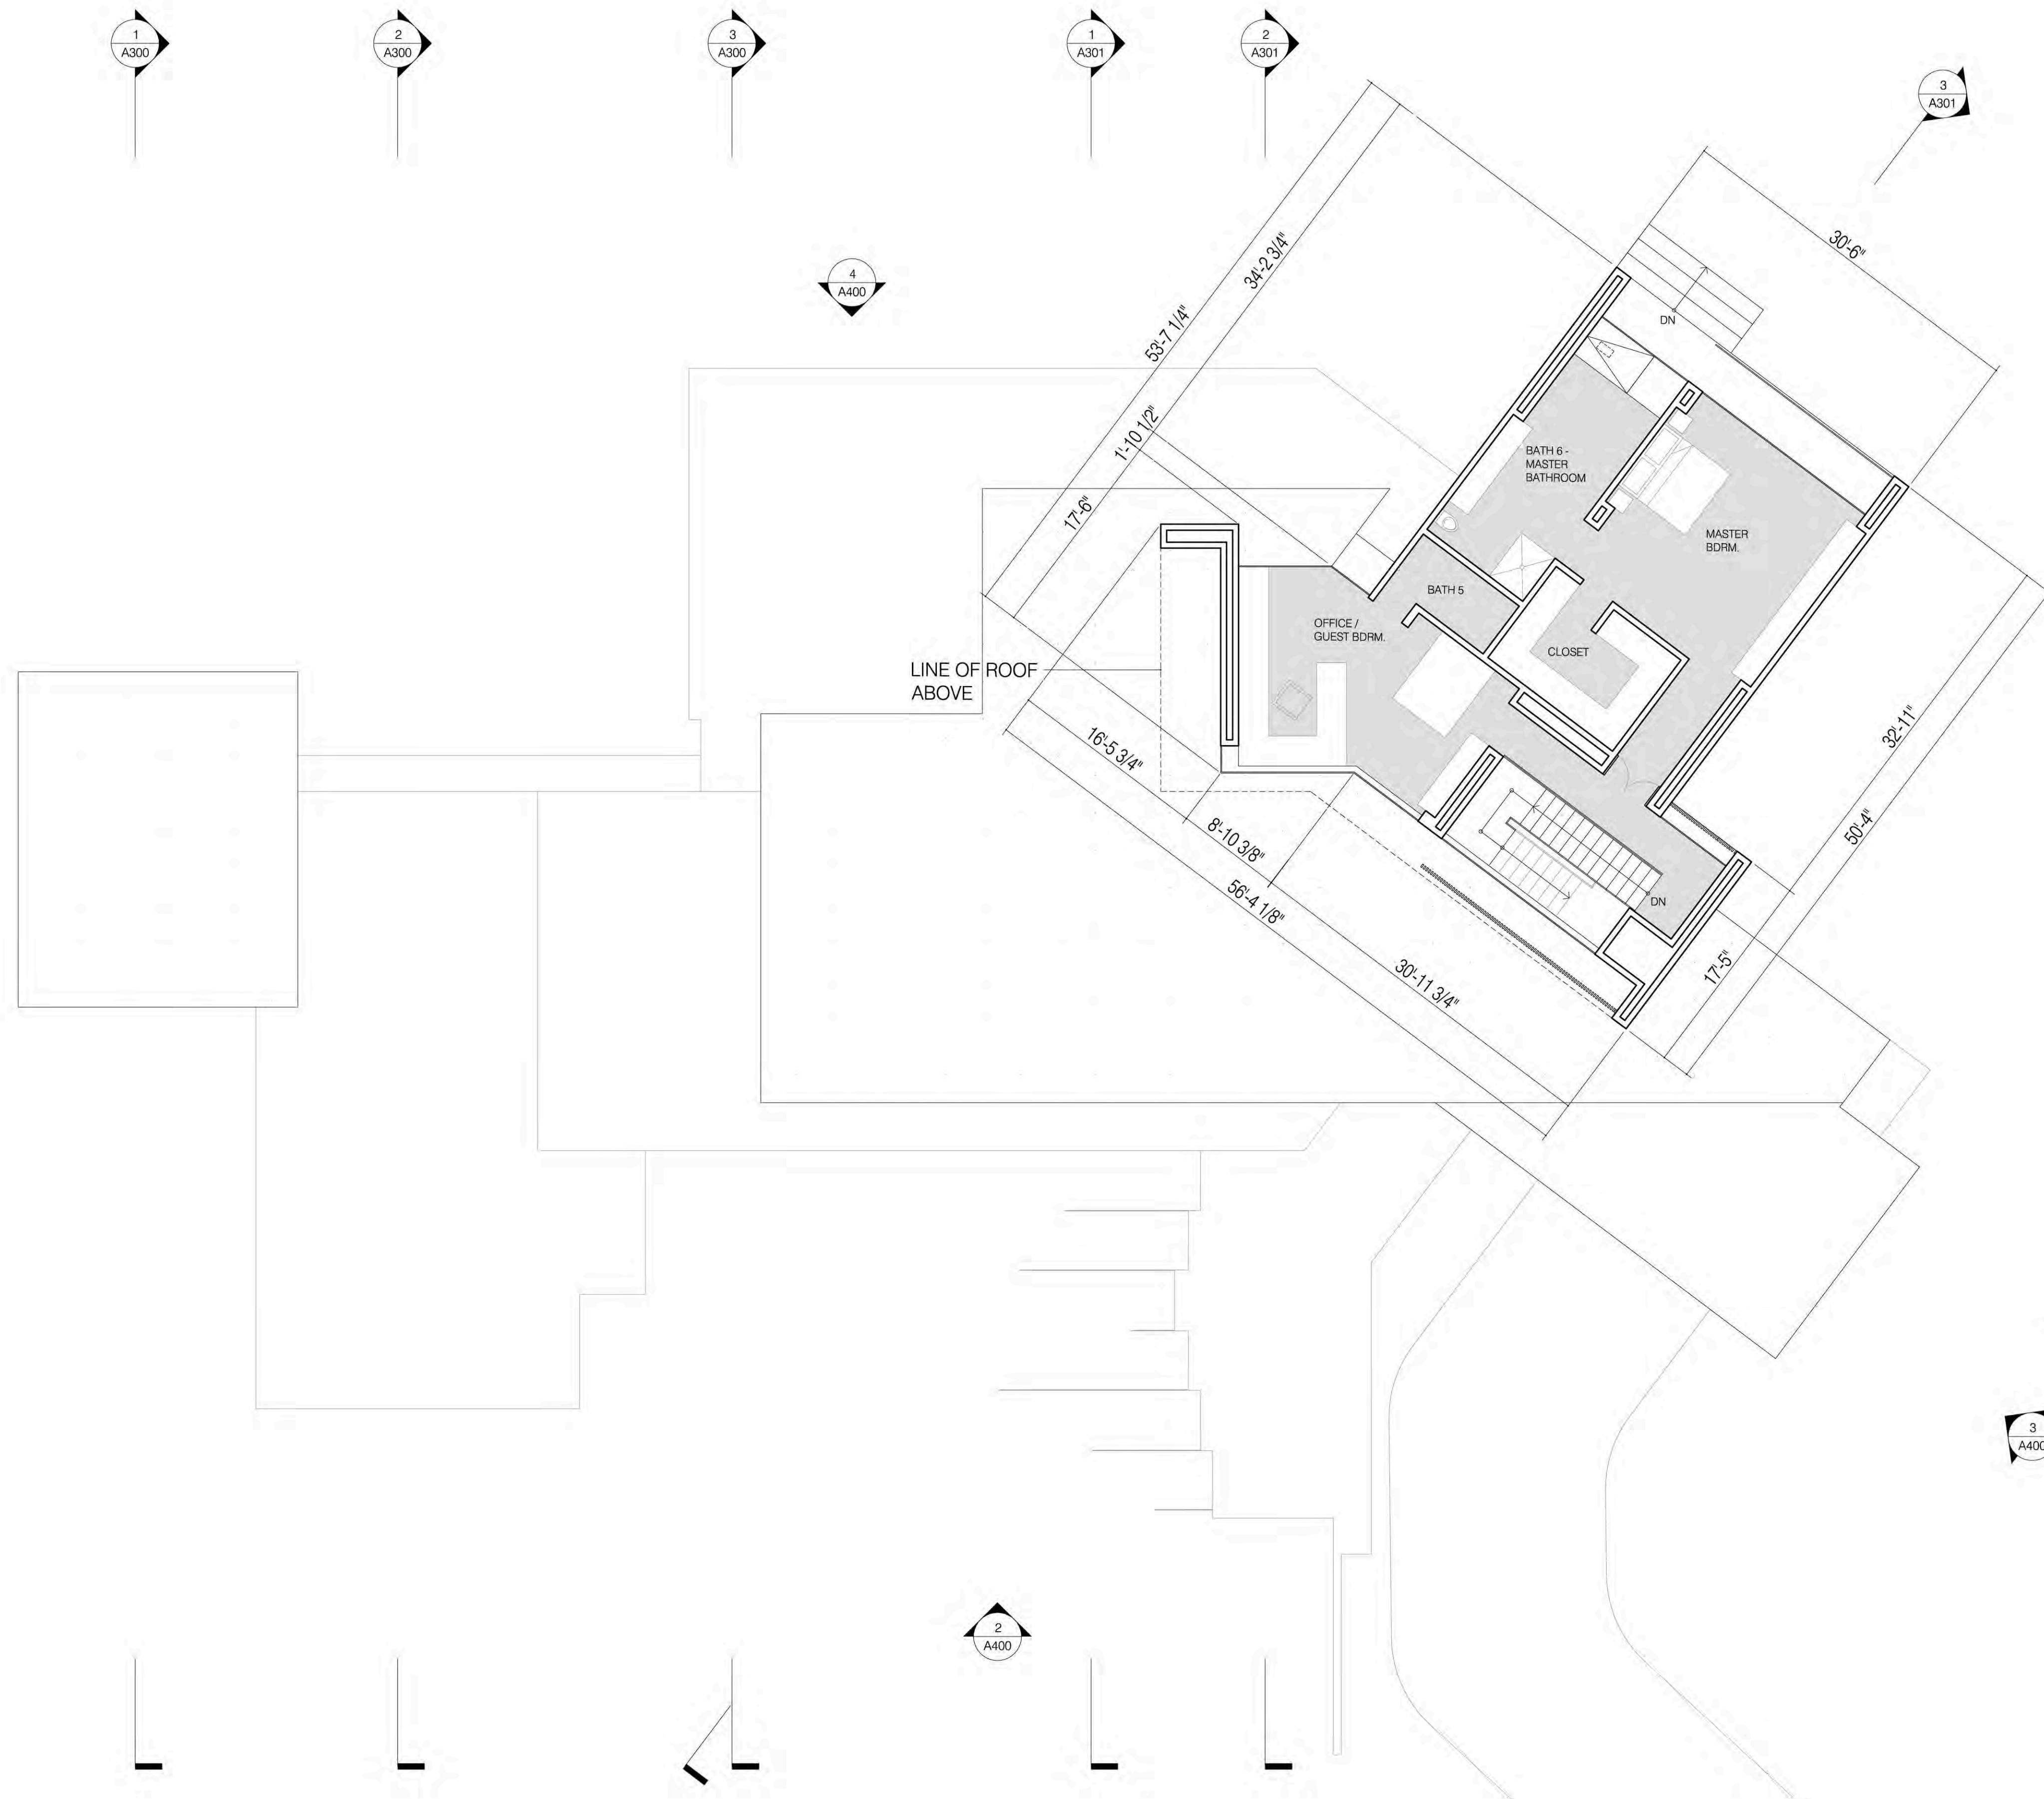 1
A300
2
A300
3
A300
1
A301
2
A301
3
A301
4
A400
30'-6"
34'-2 3/4"
53'-7 1/4"
1'-10 1/2"
17'-6"
DN
BATH 6 -
MASTER
BATHROOM
MASTER
BDRM.
BATH 5
OFFICE /
GUEST BDRM.
CLOSET
LINE OF ROOF
ABOVE
16'-5 3/4"
8'-10 3/8"
56'-4 1/8"
30'-11 3/4"
DN
32'-11"
50'-4"
17'-5"
3
A400
2
A400